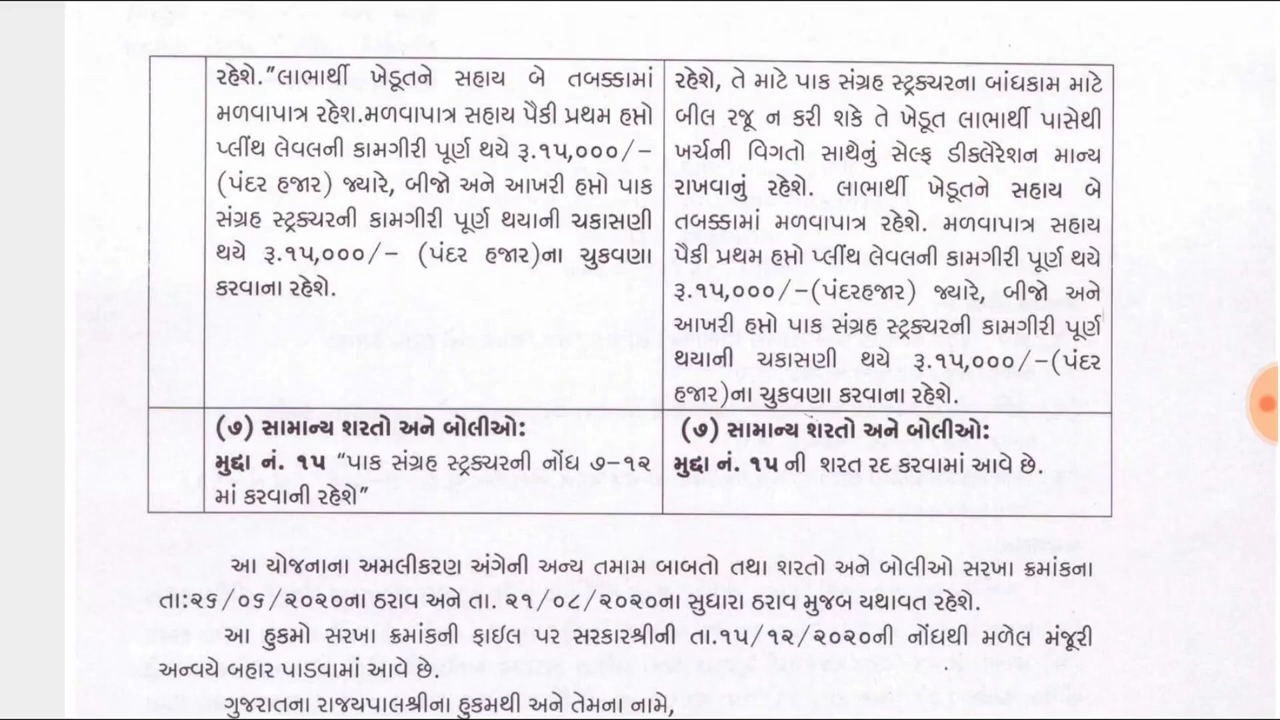 રહેશે."લાભાર્થી ખેડૂતને સહાય બે તબક્કામાં
મળવાપાત્ર રહેશ.મળવાપાત્ર સહાય પૈકી પ્રથમ હપ્તો
પ્લીંથ લેવલની કામગીરી પૂર્ણ થયે રૂ.૧૫,૦૦૦/–
(પંદર હજાર) જ્યારે, બીજો અને આખરી હપ્તો પાક
સંગ્રહ સ્ટ્રક્ચરની કામગીરી પૂર્ણ થયાની ચકાસણી
થયે રૂ.૧૫,૦૦૦/– (પંદર હજાર)ના ચુકવણા
કરવાના રહેશે.
રહેશે, તે માટે પાક સંગ્રહ સ્ટ્રક્ચરના બાંધકામ માટે
બીલ રજૂ ન કરી શકે તે ખેડૂત લાભાર્થી પાસેથી
ખર્ચની વિગતો સાથેનું સેલ્ફ ડીક્લેરેશન માન્ય
રાખવાનું રહેશે. લાભાર્થી ખેડૂતને સહાય બે
તબક્કામાં મળવાપાત્ર રહેશે. મળવાપાત્ર સહાય
પૈકી પ્રથમ હપ્તો પ્લીંથ લેવલની કામગીરી પૂર્ણ થયે
રૂ.૧૫,૦૦૦/–(પંદરહજાર) જ્યારે, બીજો અને
આખરી હપ્તો પાક સંગ્રહ સ્ટ્રક્ચરની કામગીરી પૂર્ણ
થયાની ચકાસણી થયે રૂ.૧૫,૦૦૦/–(પંદર
હજાર)ના ચુકવણા કરવાના રહેશે.
(૭) સામાન્ય શરતો અને બોલીઓ:
મુદ્દા નં. ૧૫ "પાક સંગ્રહ સ્ટ્રક્ચરની નોંધ ૭–૧૨
માં કરવાની રહેશે"
(૭) સામાન્ય શરતો અને બોલીઓ:
મુદ્દા નં. ૧૫ ની શરત રદ કરવામાં આવે છે.
આ યોજનાના અમલીકરણ અંગેની અન્ય તમામ બાબતો તથા શરતો અને બોલીઓ સરખા ક્રમાંકના
તા:૨૬/૦૬/૨૦૨૦ના ઠરાવ અને તા. ૨૧/૦૮/૨૦૨૦ના સુધારા ઠરાવ મુજબ યથાવત રહેશે.
આ હુકમો સરખા ક્રમાંકની ફાઈલ પર સરકારશ્રીની તા.૧૫/૧૨/૨૦૨૦ની નોંધથી મળેલ મંજૂરી
અન્વયે બહાર પાડવામાં આવે છે.
ગુજરાતના રાજ્યપાલશ્રીના હુકમથી અને તેમના નામે,